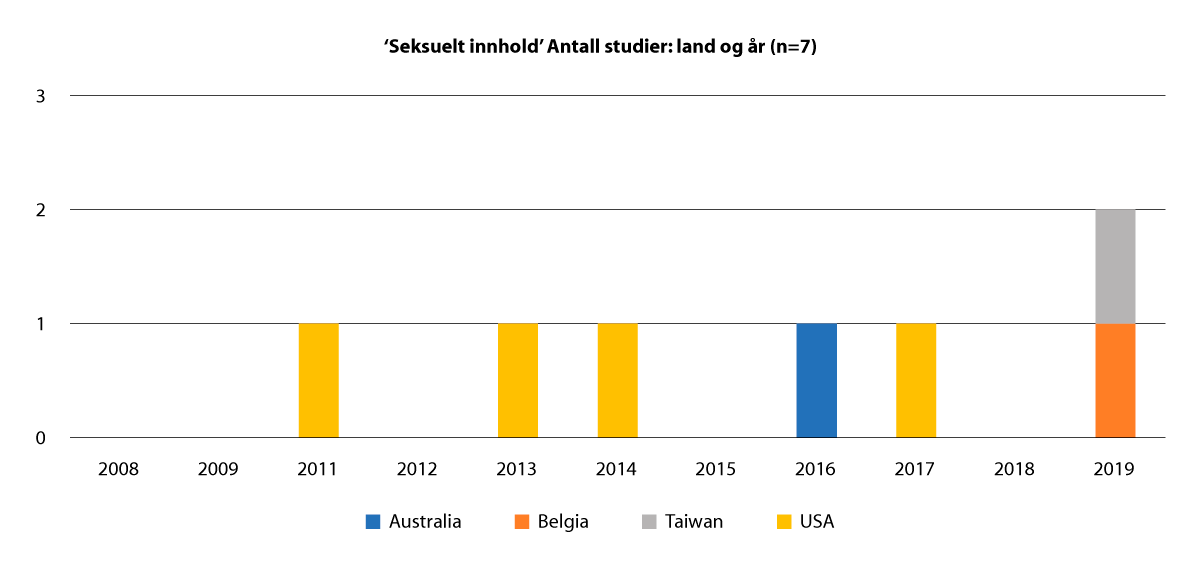 ‘Seksuelt innhold’ Antall studier: land og år (n=7)
3
2
1
0
2008 2009 2011 2012 2013 2014 2015 2016 2017 2018 2019
Australia Belgia Taiwan USA